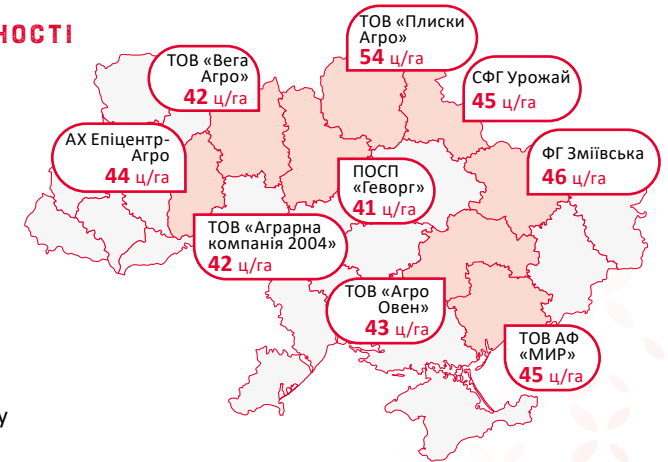 НОСТІ
ТОВ «Плиски
Агро»
54 ц/га
ТОВ «Вега
Агро»
42 ц/га
СФГ Урожай
45 ц/га
АХ Епіцентр-
Агро
44 ц/га
ФГ Зміївська
46 ц/га
ПОСП
«Геворг»
41 ц/га
ТОВ «Аграрна
компанія 2004»
42 ц/га
ТОВ «Агро
Овен»
43 ц/га
ТОВ АФ
«МИР»
45 ц/га
у